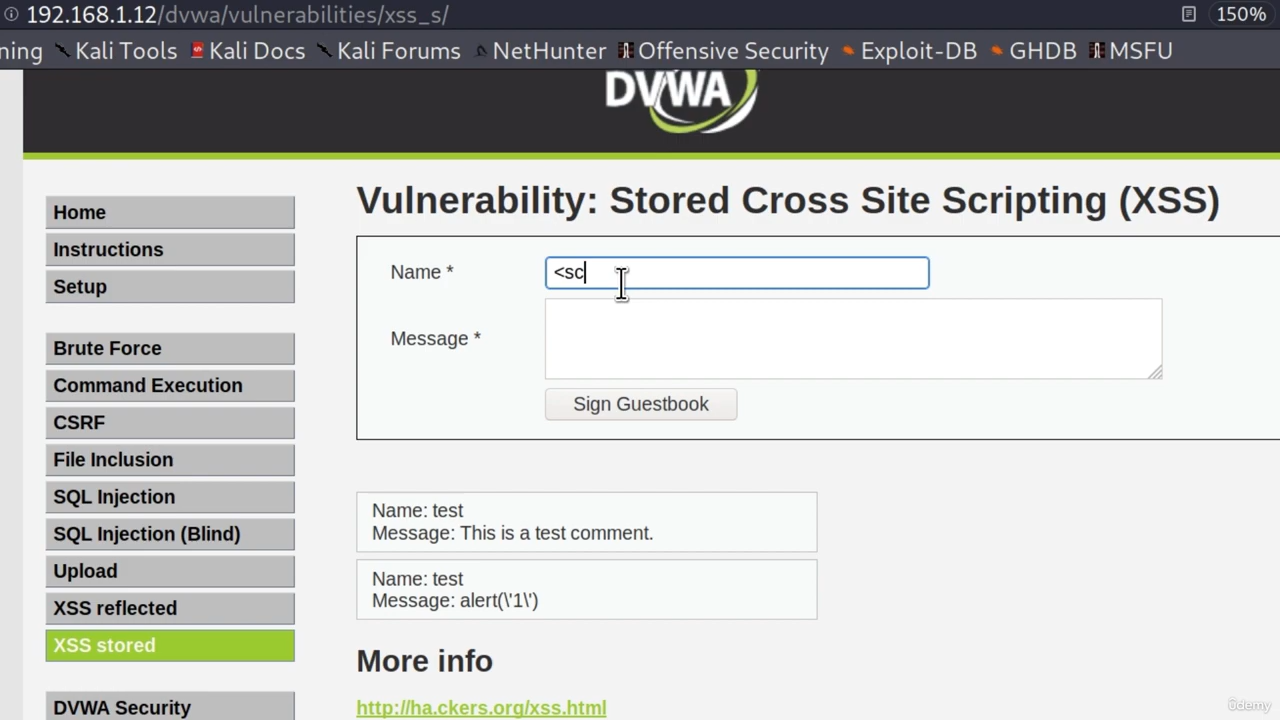 192.168.1.12/dvwa/vulnerabilities/xss_s/
150%
ning Kali Tools Kali Docs Kali Forums NetHunter Offensive Security Exploit-DB GHDB MSFU
DVWA
Home
Instructions
Setup
Brute Force
Command Execution
CSRF
File Inclusion
SQL Injection
SQL Injection (Blind)
Upload
XSS reflected
XSS stored
DVWA Security
Vulnerability: Stored Cross Site Scripting (XSS)
Name * <sc
Message *
Sign Guestbook
Name: test
Message: This is a test comment.
Name: test
Message: alert(\'1\')
More info
http://ha.ckers.org/xss.html
ûdemy